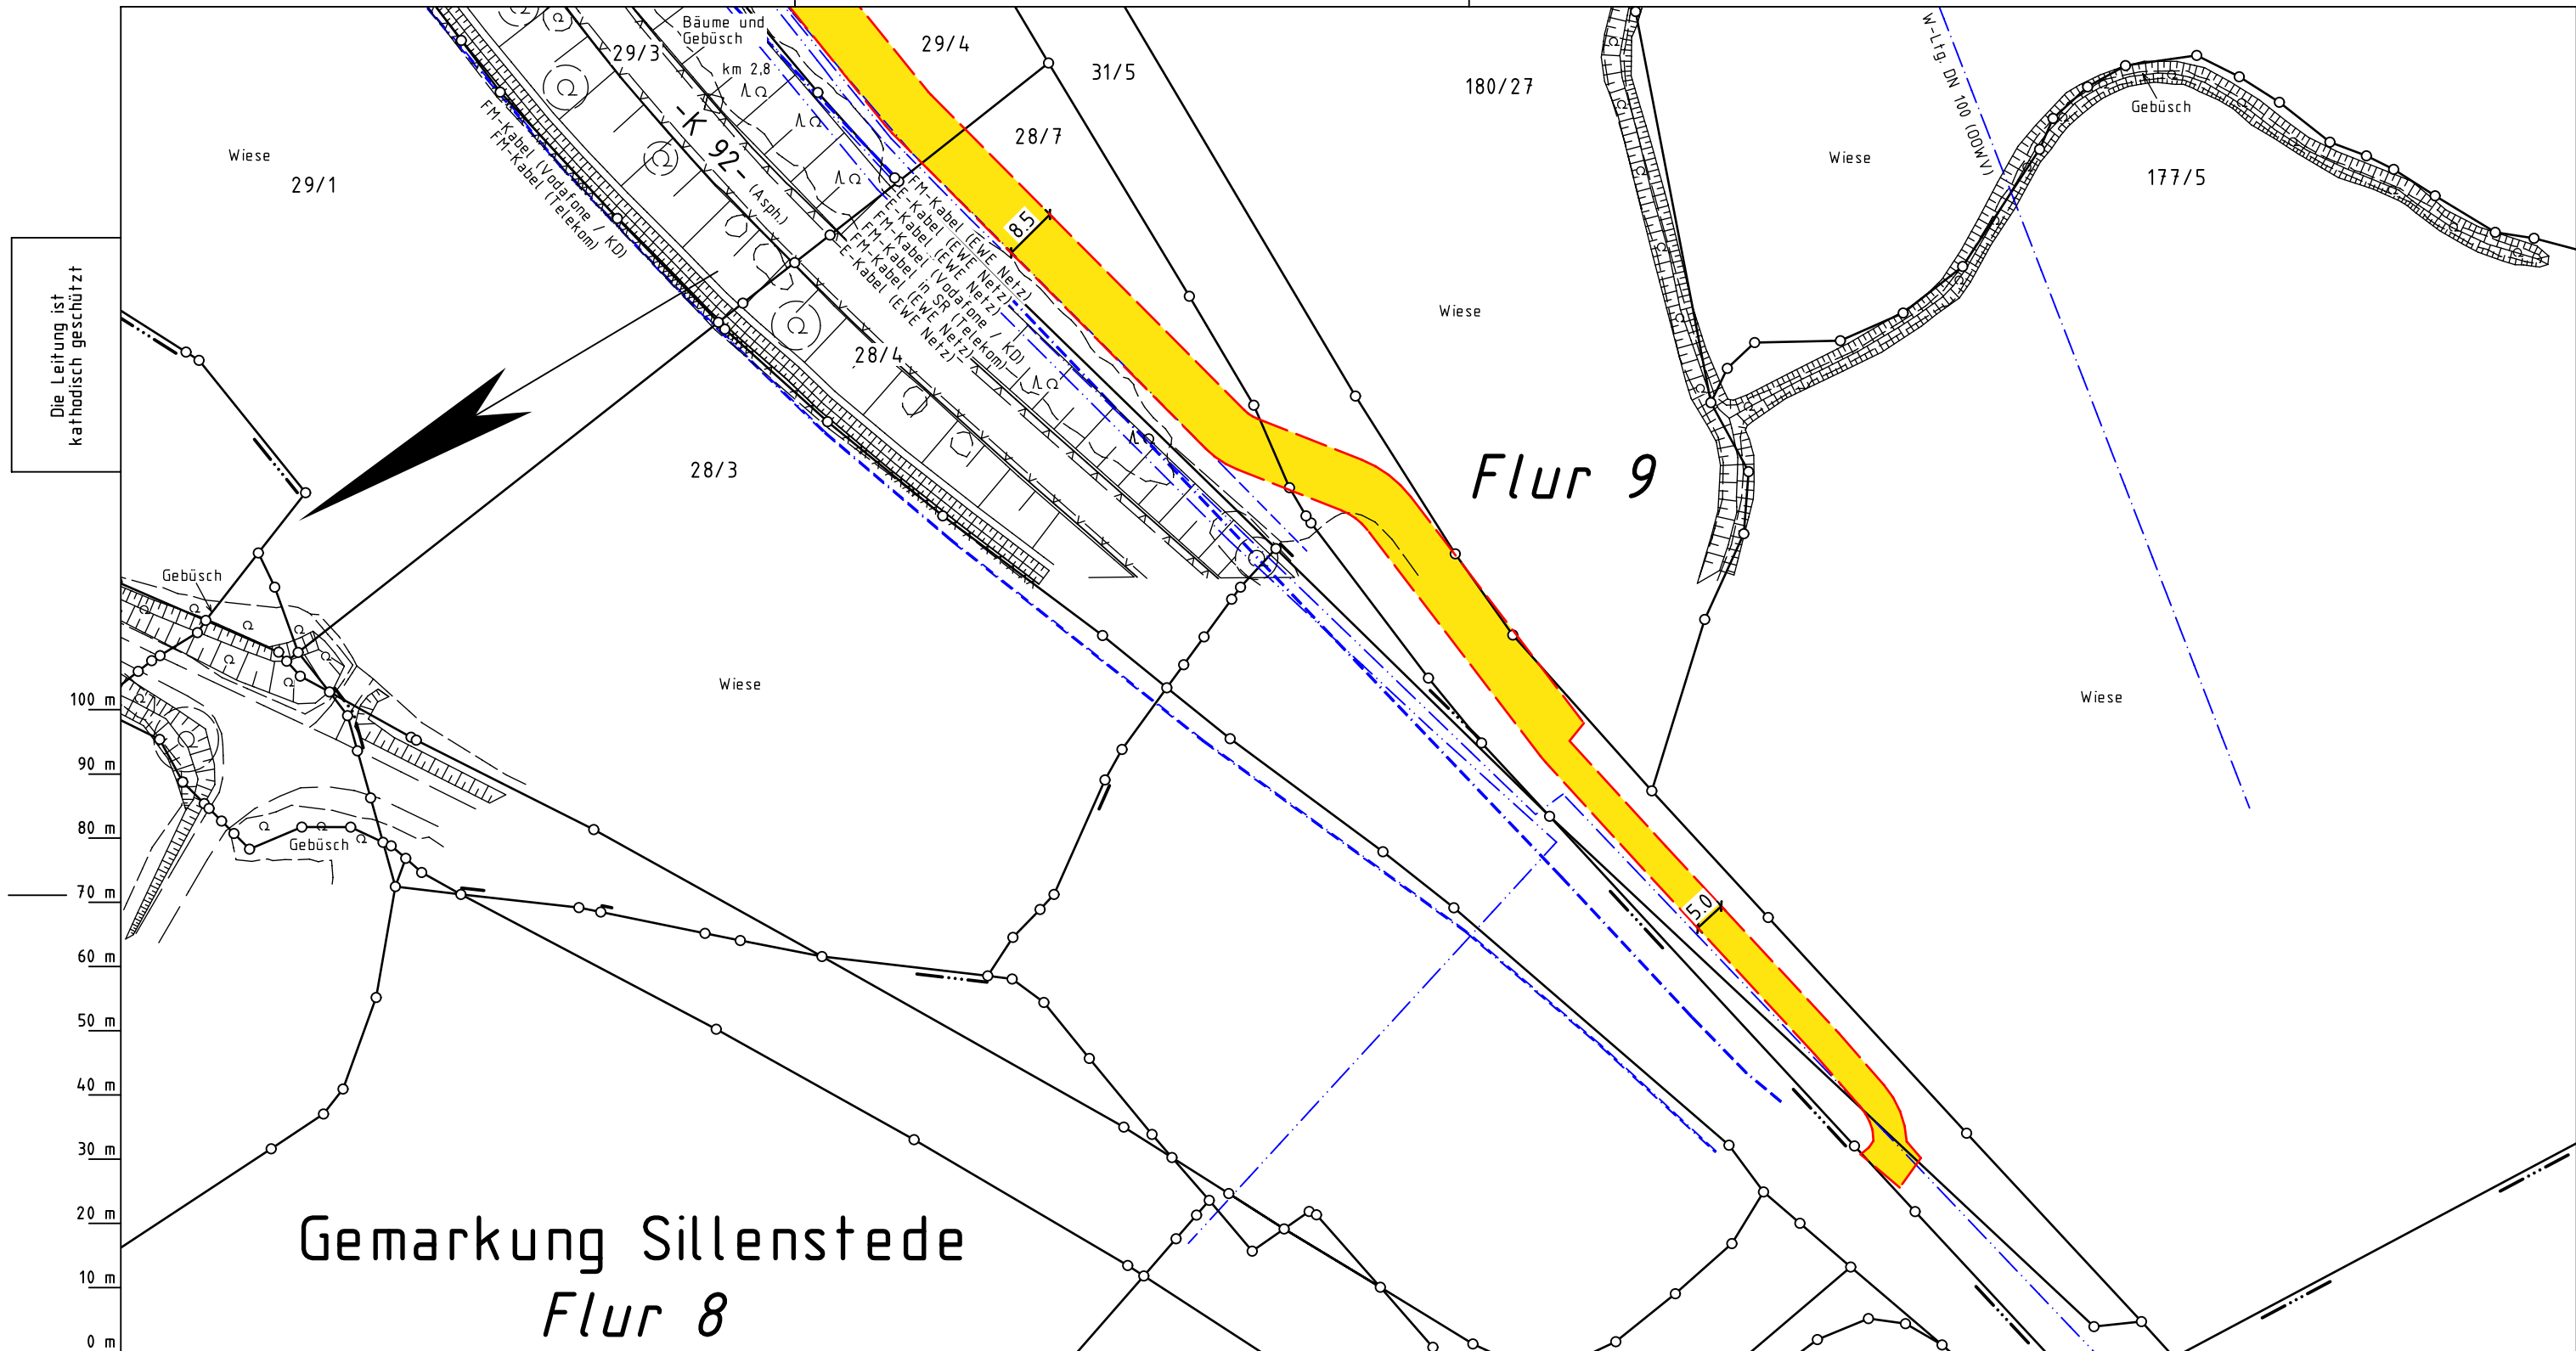 Bäume und
Gebüsch
29/3
29/4
31/5
180/27
W-Ltg. DN 100 (OOWV)
km 2,8
Gebüsch
-K 92- (Asph.)
28/7
Wiese
29/1
Wiese
177/5
FM-Kabel (Vodafone / KD)
FM-Kabel (Telekom)
8.5
FM-Kabel (EWE Netz)
E-Kabel (EWE Netz)
E-Kabel (EWE Netz)
FM-Kabel (Vodafone / KD)
FM-Kabel in SR (Telekom)
FM-Kabel (EWE Netz)
E-Kabel (EWE Netz)
Die Leitung ist
kathodisch geschützt
Wiese
28/4
28/3
Flur 9
Gebüsch
Wiese
Wiese
100 m
90 m
80 m
Gebüsch
70 m
5.0
60 m
50 m
40 m
30 m
20 m
Gemarkung Sillenstede
10 m
Flur 8
0 m